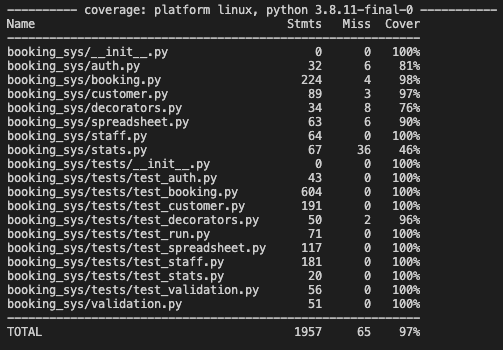 ---------- coverage: platform linux, python 3.8.11-final-0 -----------
Name                                      Stmts   Miss  Cover
-----------------------------------------------------------
booking_sys/__init__.py                       0      0   100%
booking_sys/auth.py                          32      6    81%
booking_sys/booking.py                      224      4    98%
booking_sys/customer.py                      89      3    97%
booking_sys/decorators.py                    34      8    76%
booking_sys/spreadsheet.py                   63      6    90%
booking_sys/staff.py                         64      0   100%
booking_sys/stats.py                         67     36    46%
booking_sys/tests/__init__.py                 0      0   100%
booking_sys/tests/test_auth.py               43      0   100%
booking_sys/tests/test_booking.py           604      0   100%
booking_sys/tests/test_customer.py          191      0   100%
booking_sys/tests/test_decorators.py         50      2    96%
booking_sys/tests/test_run.py                71      0   100%
booking_sys/tests/test_spreadsheet.py       117      0   100%
booking_sys/tests/test_staff.py             181      0   100%
booking_sys/tests/test_stats.py              20      0   100%
booking_sys/tests/test_validation.py         56      0   100%
booking_sys/validation.py                    51      0   100%
-----------------------------------------------------------
TOTAL                                      1957     65    97%